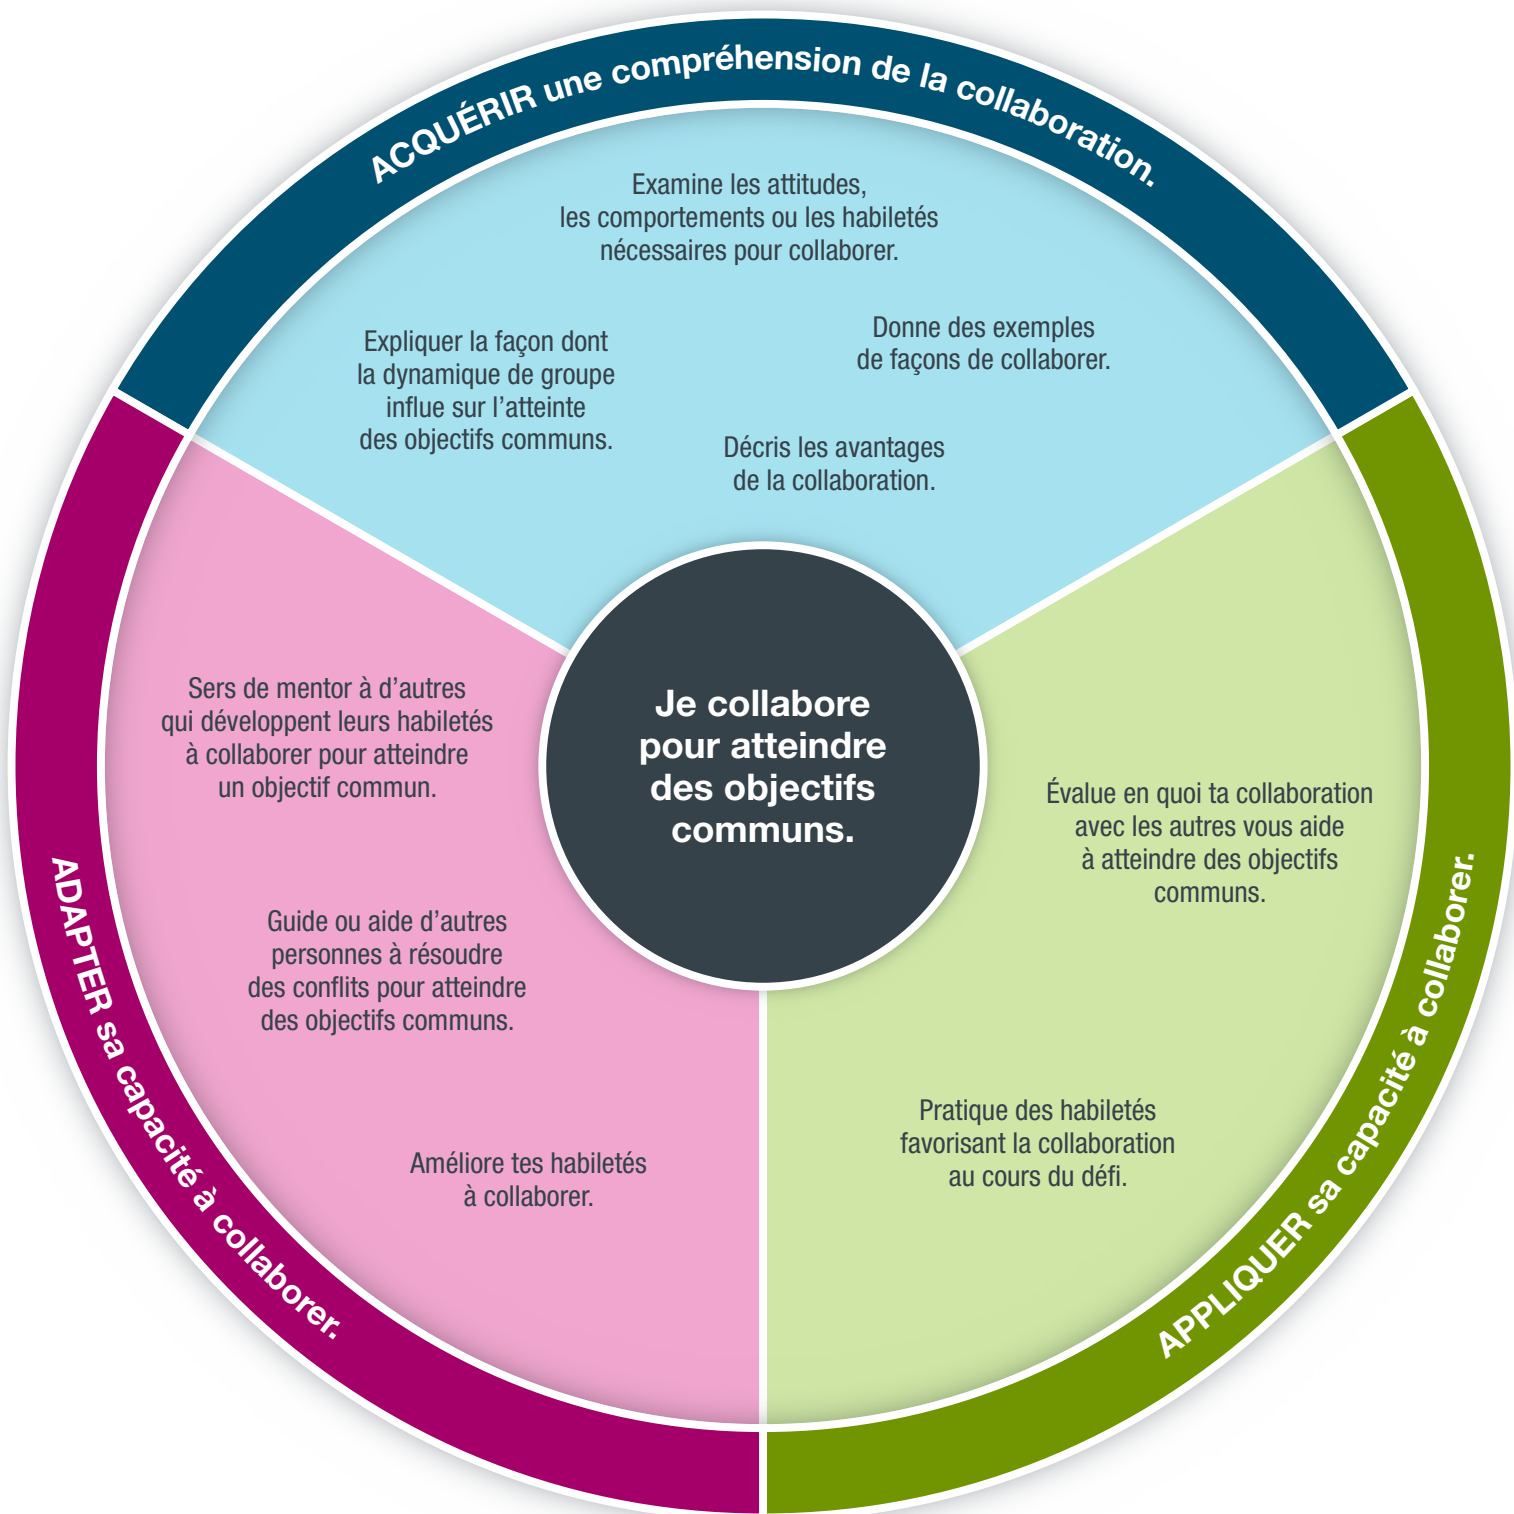 ACQUÉRIR une compréhension de la collaboration.
Examine les attitudes,
les comportements ou les habiletés
nécessaires pour collaborer.
Expliquer la façon dont
la dynamique de groupe
influe sur l’atteinte
des objectifs communs.
Donne des exemples
de façons de collaborer.
Décris les avantages
de la collaboration.
Je collabore
pour atteindre
des objectifs
communs.
Évalue en quoi ta collaboration
avec les autres vous aide
à atteindre des objectifs
communs.
Pratique des habiletés
favorisant la collaboration
au cours du défi.
APPLIQUER sa capacité à collaborer.
Sers de mentor à d’autres
qui développent leurs habiletés
à collaborer pour atteindre
un objectif commun.
Guide ou aide d’autres
personnes à résoudre
des conflits pour atteindre
des objectifs communs.
Améliore tes habiletés
à collaborer.
ADAPTER sa capacité à collaborer.